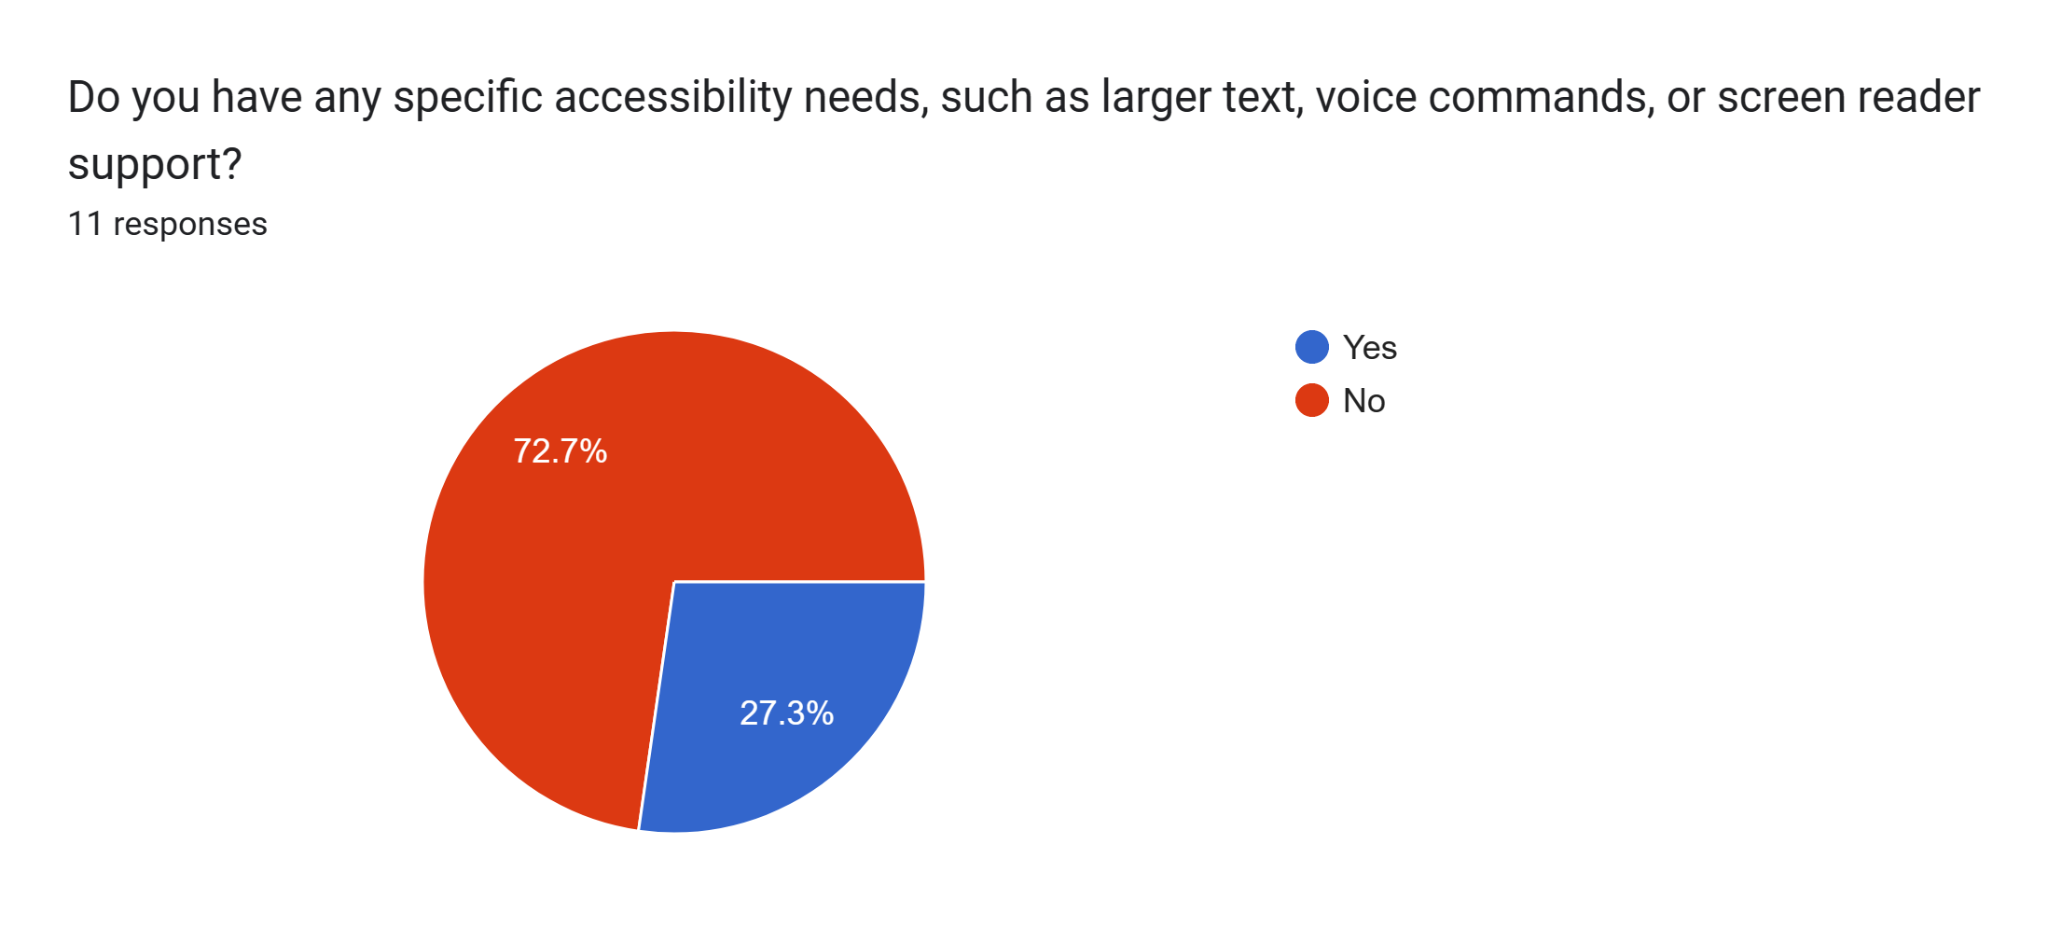 Do you have any specific accessibility needs, such as larger text, voice commands, or screen reader
support?
11 responses
Yes
No
72.7%
27.3%